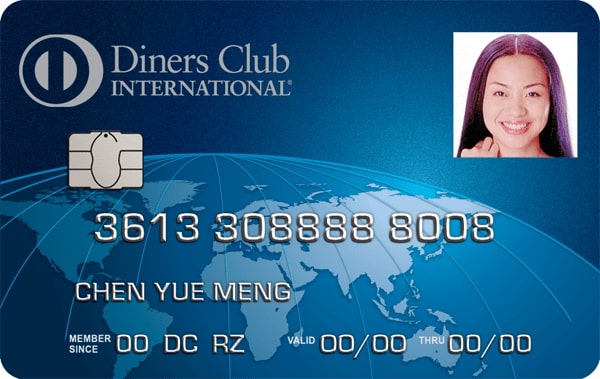 Diners Club
INTERNATIONAL®
3613 308888 8008
CHEN YUE MENG
MEMBER SINCE 00 DC RZ VALID 00/00 THRU 00/00